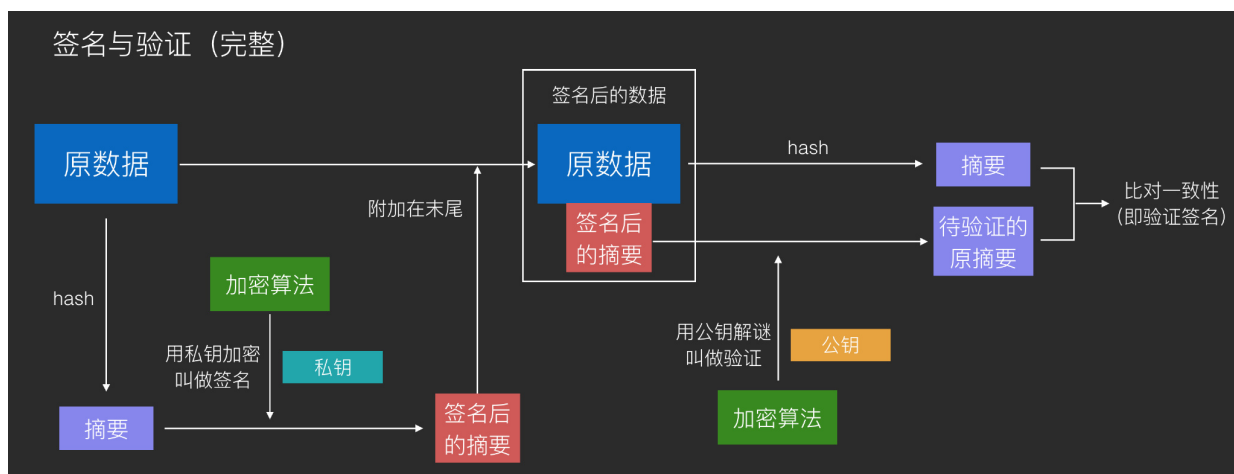 签名与验证（完整）
签名后的数据
原数据
原数据
hash
摘要
附加在末尾
签名后
的摘要
待验证的
原摘要
比对一致性
(即验证签名)
hash
加密算法
用私钥加密
叫做签名
私钥
用公钥解谜
叫做验证
公钥
摘要
签名后
的摘要
加密算法